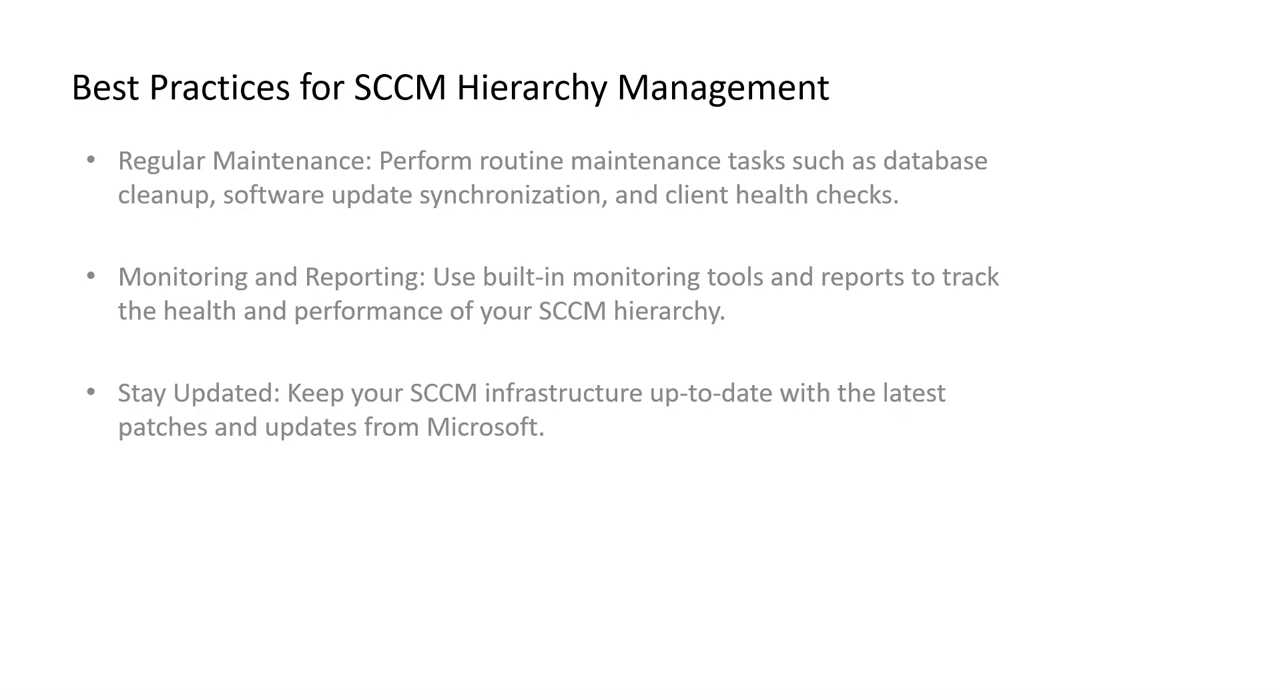 Best Practices for SCCM Hierarchy Management
• Regular Maintenance: Perform routine maintenance tasks such as database
cleanup, software update synchronization, and client health checks.
• Monitoring and Reporting: Use built-in monitoring tools and reports to track
the health and performance of your SCCM hierarchy.
• Stay Updated: Keep your SCCM infrastructure up-to-date with the latest
patches and updates from Microsoft.